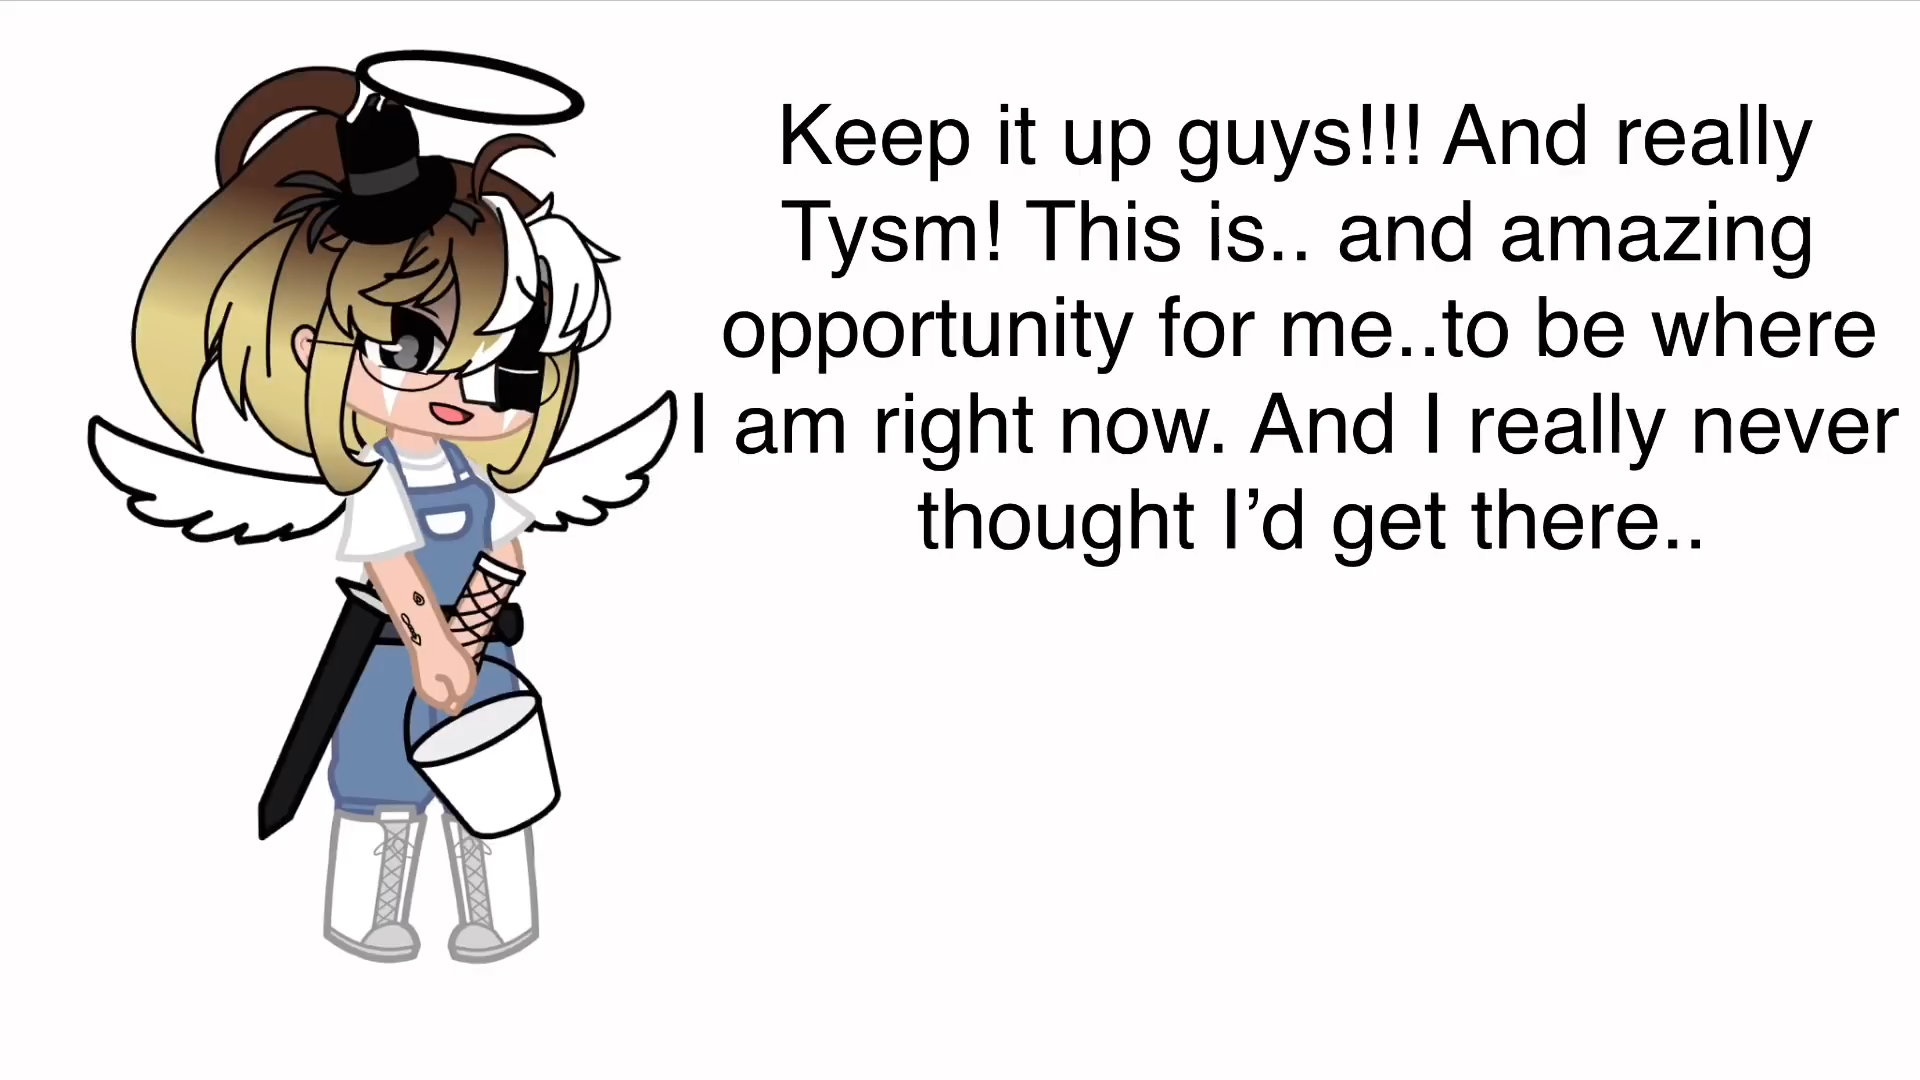 Keep it up guys!!! And really
Tysm! This is.. and amazing
opportunity for me..to be where
I am right now. And I really never
thought I’d get there..